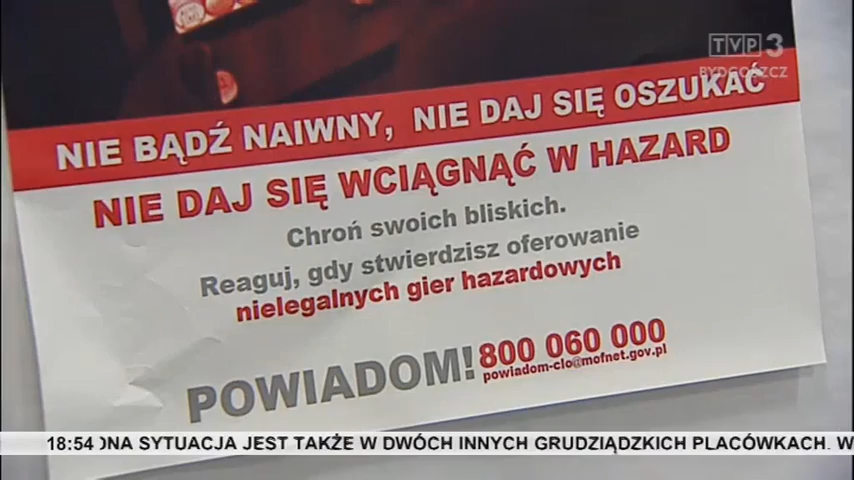 TVP3
BYDGOSZCZ
NIE BĄDŹ NAIWNY, NIE DAJ SIĘ OSZUKAĆ
NIE DAJ SIĘ WCIĄGNĄĆ W HAZARD
Chroń swoich bliskich.
Reaguj, gdy stwierdzisz oferowanie
nielegalnych gier hazardowych
POWIADOM! 800 060 000
powiadom-clo@mofnet.gov.pl
18:54 ONA SYTUACJA JEST TAKŻE W DWÓCH INNYCH GRUDZIĄDZKICH PLACÓWKACH. W